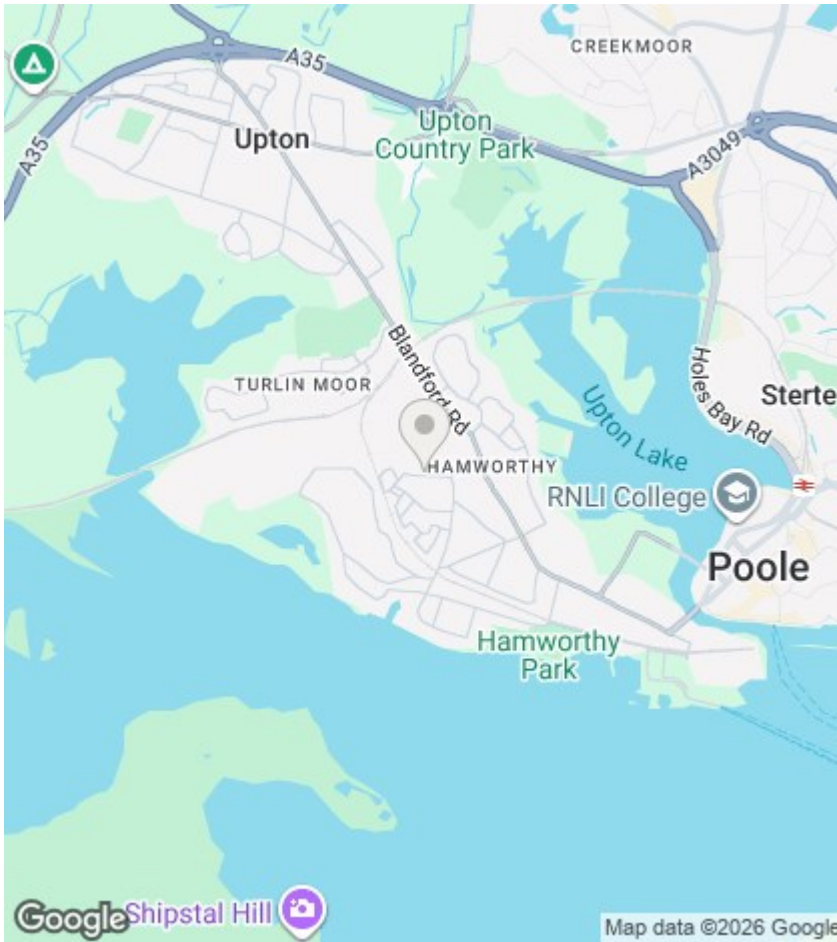 CREEKMOOR
A35
Upton
Country Park
Upton
A3049
A35
Blandford Rd
Holes Bay Rd
TURLIN MOOR
Sterte
Upton Lake
HAMWORTHY
RNLI College
Poole
Hamworthy
Park
Google
Shipstal Hill
Map data ©2026 Google